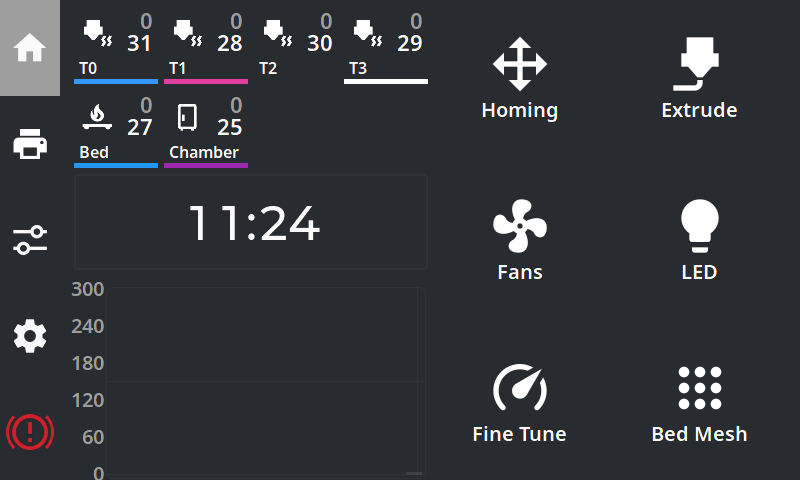 0 0 0 0
31 28 30 29
T0 T1 T2 T3
0 0
27 25
Bed Chamber
11:24
300
240
180
120
60
0
Homing Extrude
Fans LED
Fine Tune Bed Mesh